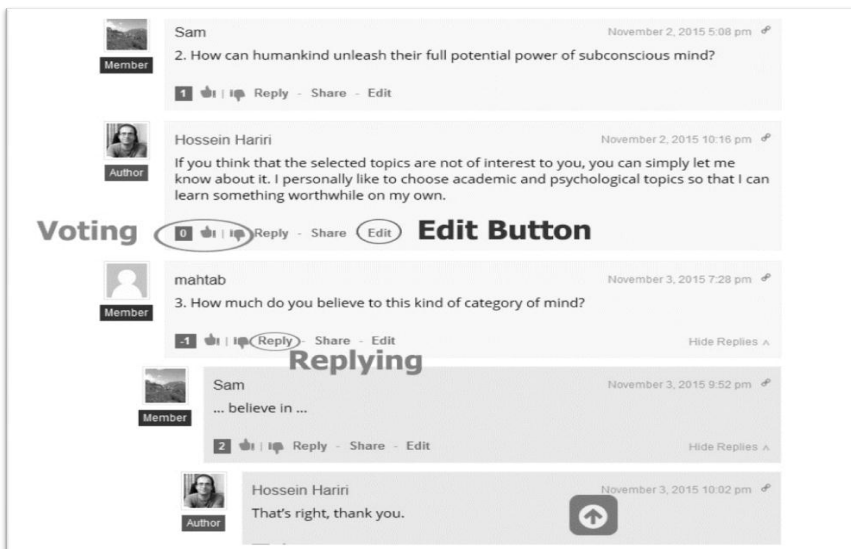 Sam November 2, 2015 5:08 pm
Member
2. How can humankind unleash their full potential power of subconscious mind?
1 | Reply - Share - Edit
Hossein Hariri November 2, 2015 10:16 pm
Author
If you think that the selected topics are not of interest to you, you can simply let me
know about it. I personally like to choose academic and psychological topics so that I can
learn something worthwhile on my own.
Voting 0 | Reply - Share Edit Edit Button
mahtab November 3, 2015 7:28 pm
Member
3. How much do you believe to this kind of category of mind?
-1 | Reply - Share - Edit Hide Replies
Replying
Sam November 3, 2015 9:52 pm
Member
... believe in ...
2 | Reply - Share - Edit Hide Replies
Hossein Hariri November 3, 2015 10:02 pm
Author
That's right, thank you.